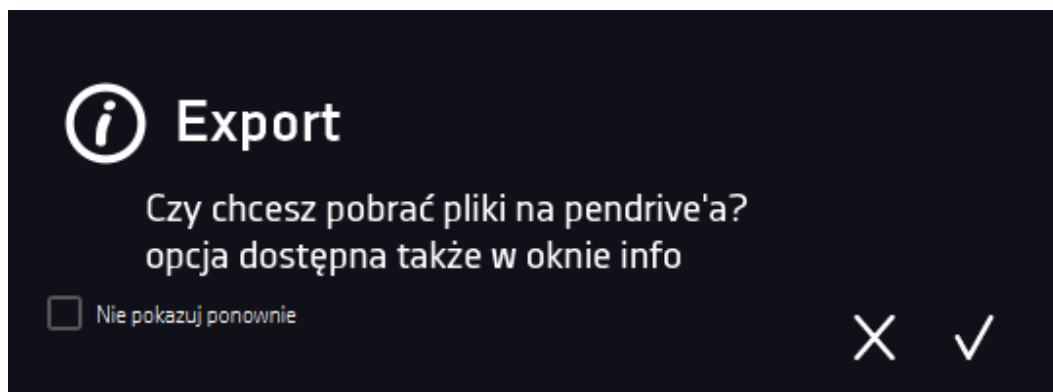 Export
Czy chcesz pobrać pliki na pendrive'a?
opcja dostępna także w oknie info
Nie pokazuj ponownie